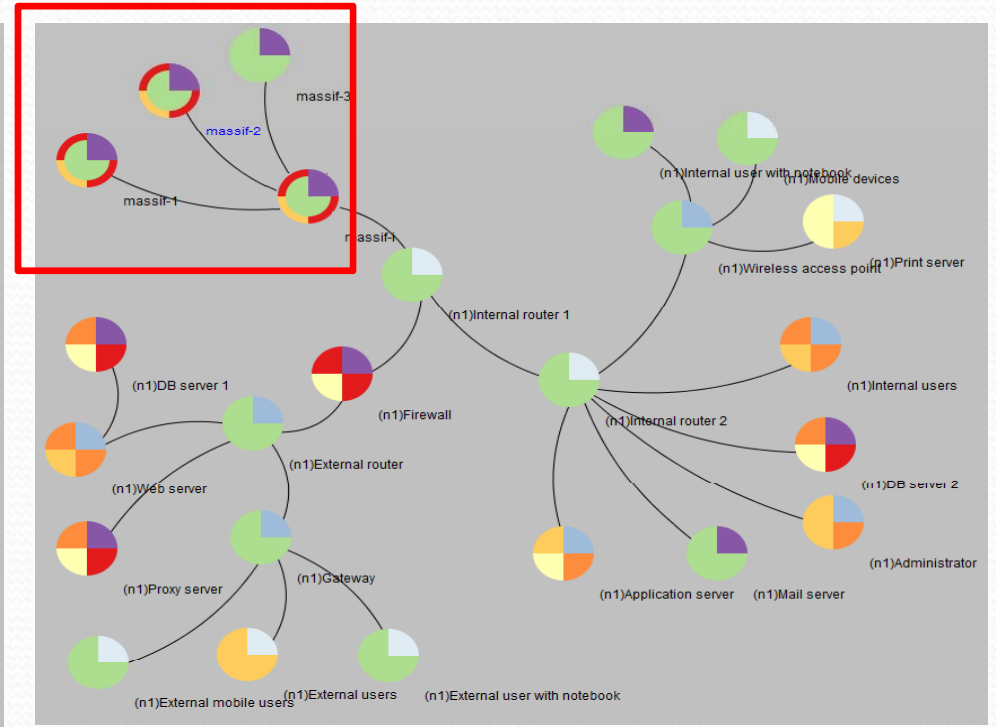 massif-3
massif-2
massif-1
massif-i
(n1)Internal user with notebook
(n1)Mobile devices
(n1)Wireless access point
(n1)Print server
(n1)Internal router 1
(n1)DB server 1
(n1)Firewall
(n1)Internal users
(n1)Internal router 2
(n1)External router
(n1)Web server
(n1)DB server 2
(n1)Administrator
(n1)Gateway
(n1)Proxy server
(n1)Application server
(n1)Mail server
(n1)External mobile users
(n1)External users
(n1)External user with notebook